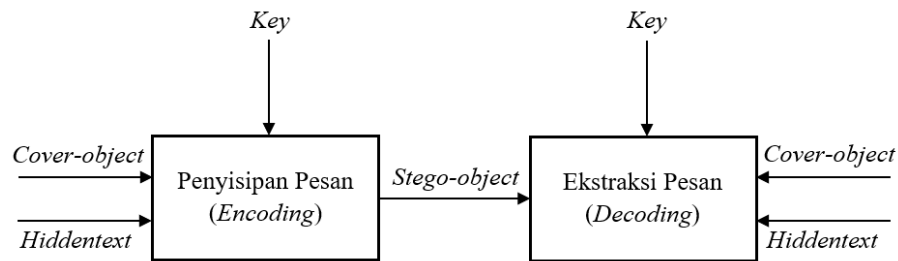 Key
Key
Cover-object
Penyisipan Pesan
(Encoding)
Hiddentext
Stego-object
Ekstraksi Pesan
(Decoding)
Cover-object
Hiddentext